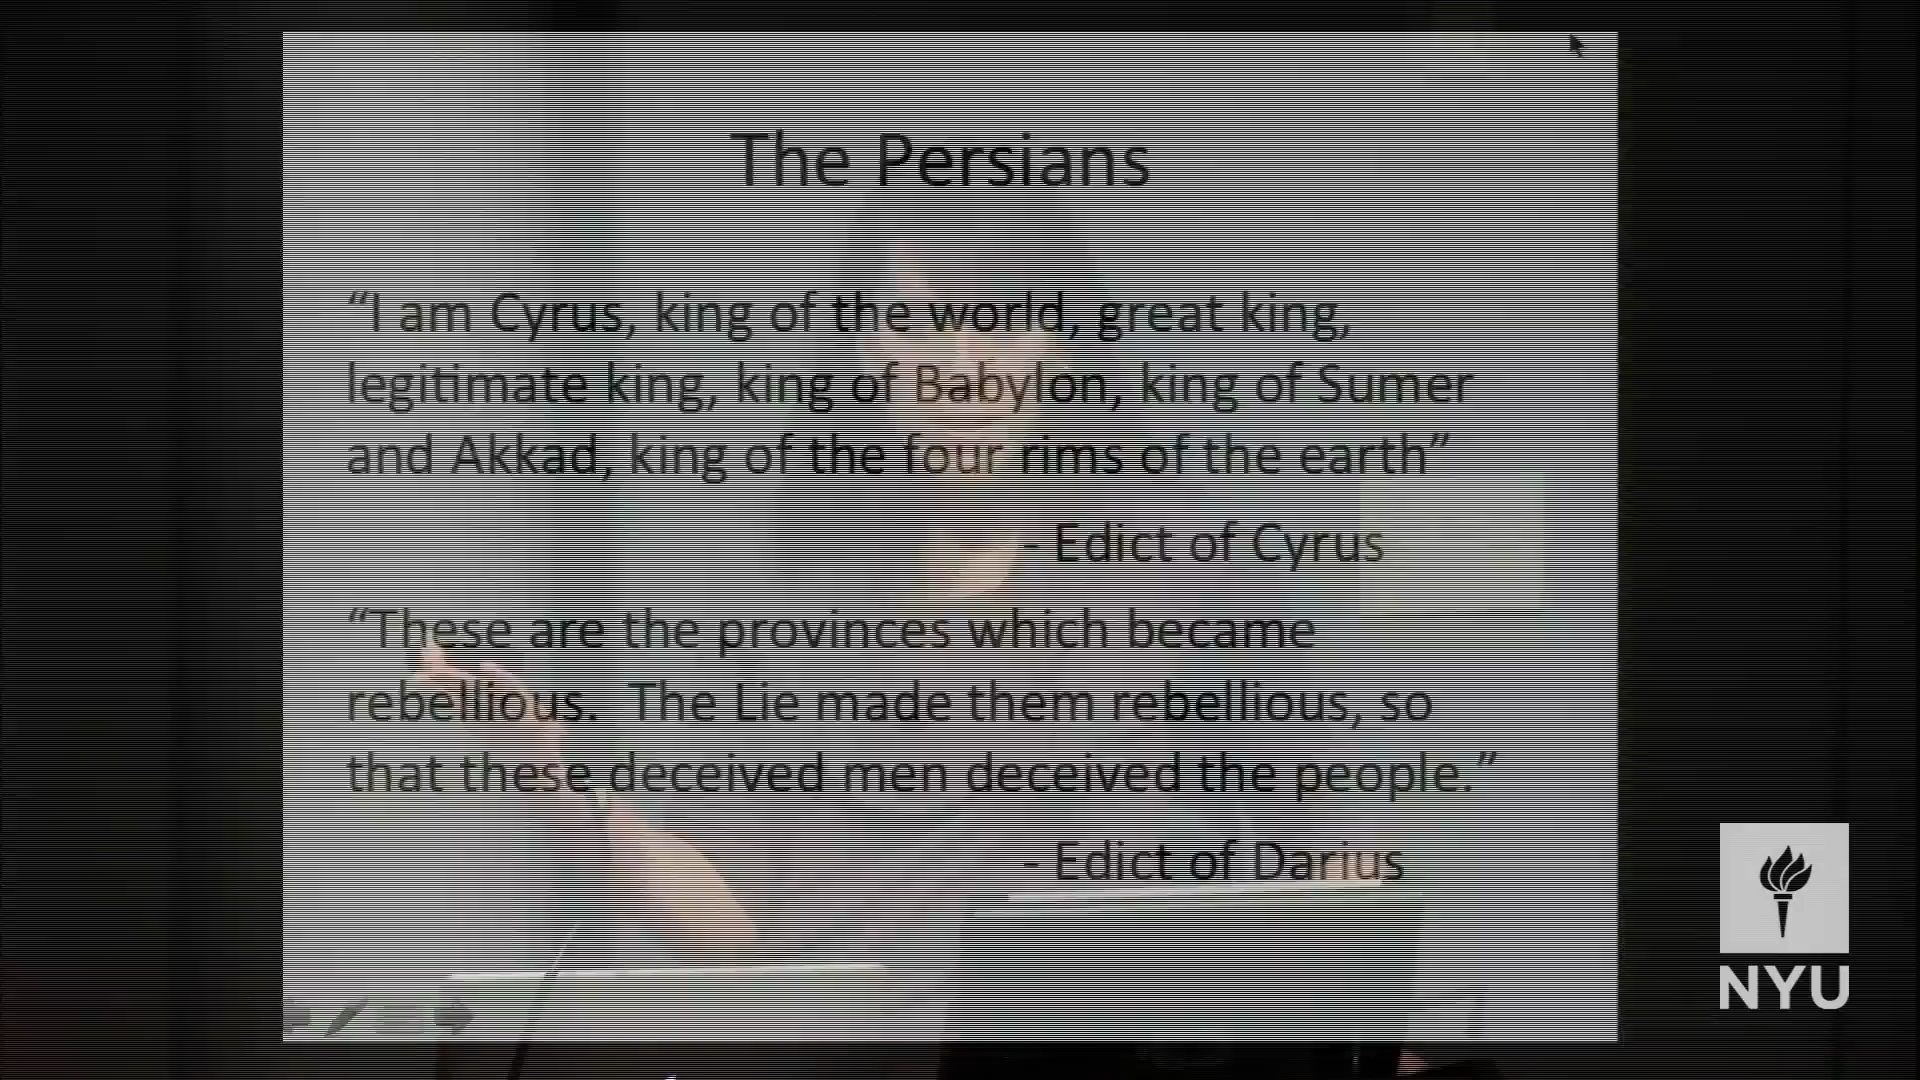 The Persians
“I am Cyrus, king of the world, great king,
legitimate king, king of Babylon, king of Sumer
and Akkad, king of the four rims of the earth”
- Edict of Cyrus
“These are the provinces which became
rebellious.  The Lie made them rebellious, so
that these deceived men deceived the people.”
- Edict of Darius
NYU